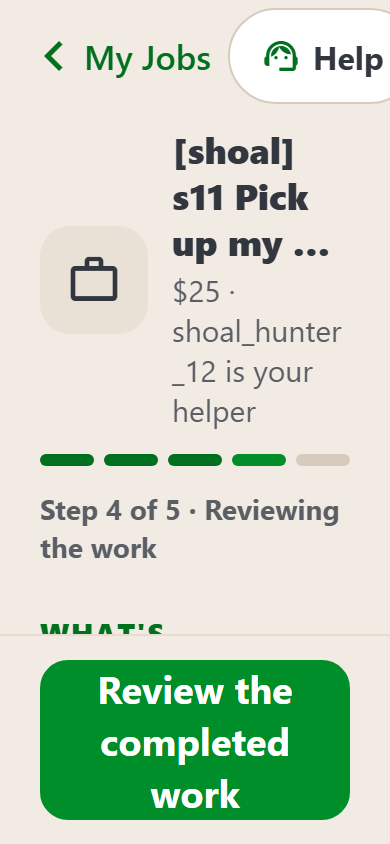 My Jobs
Help
[shoal]
s11 Pick
up my ...
$25 ·
shoal_hunter
_12 is your
helper
Step 4 of 5 · Reviewing
the work
WHAT'S
Review the
completed
work